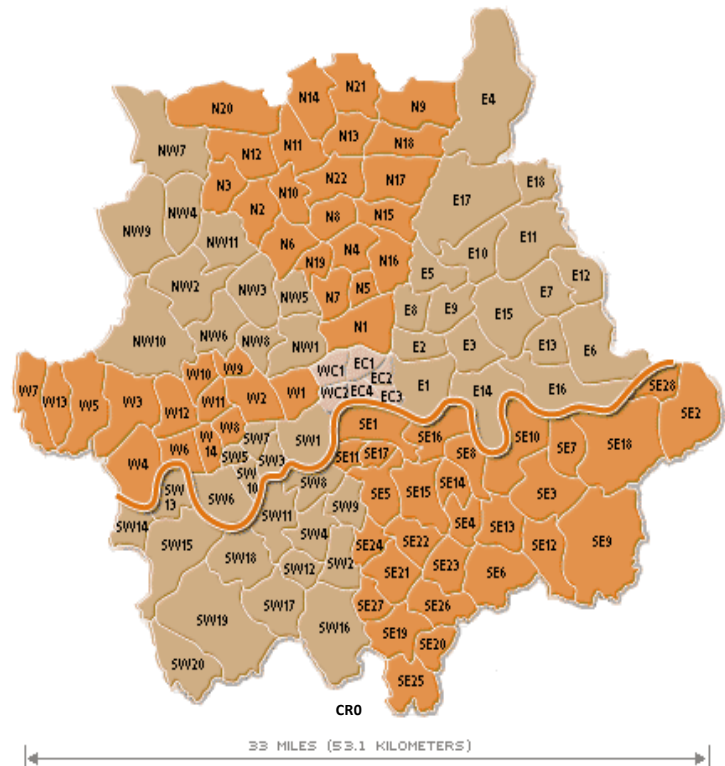 E4
N21
N14
N9
N20
N13
N18
N11
N12
NW7
N22
N17
E18
N3
N10
E17
N2
N8
N15
E11
NW4
NW9
NW11
N6
N4
N19
N16
E10
E5
E12
NW2
NW3
NW5
N7
N5
E7
E8
E9
E15
NW10
NW6
NW8
NW1
N1
E2
E3
E13
E6
WC1
EC1
EC2
WC2
EC4
EC3
E1
E14
E16
W7
W13
W5
W3
W10
W9
W11
W2
W1
W12
SE28
SE2
W8
W
14
W6
W4
SW7
SW5
SW3
SW
10
SW1
SE1
SE16
SE10
SE7
SE18
SE11
SE17
SE8
SW
13
SW6
SW8
SW14
SW11
SW9
SE5
SE15
SE14
SE3
SW15
SW4
SE4
SE13
SE12
SE9
SW18
SW12
SW2
SE24
SE22
SE23
SE21
SE6
SW19
SW17
SW16
SE27
SE26
SE19
SE20
SW20
SE25
CR0
33 MILES (53.1 KILOMETERS)